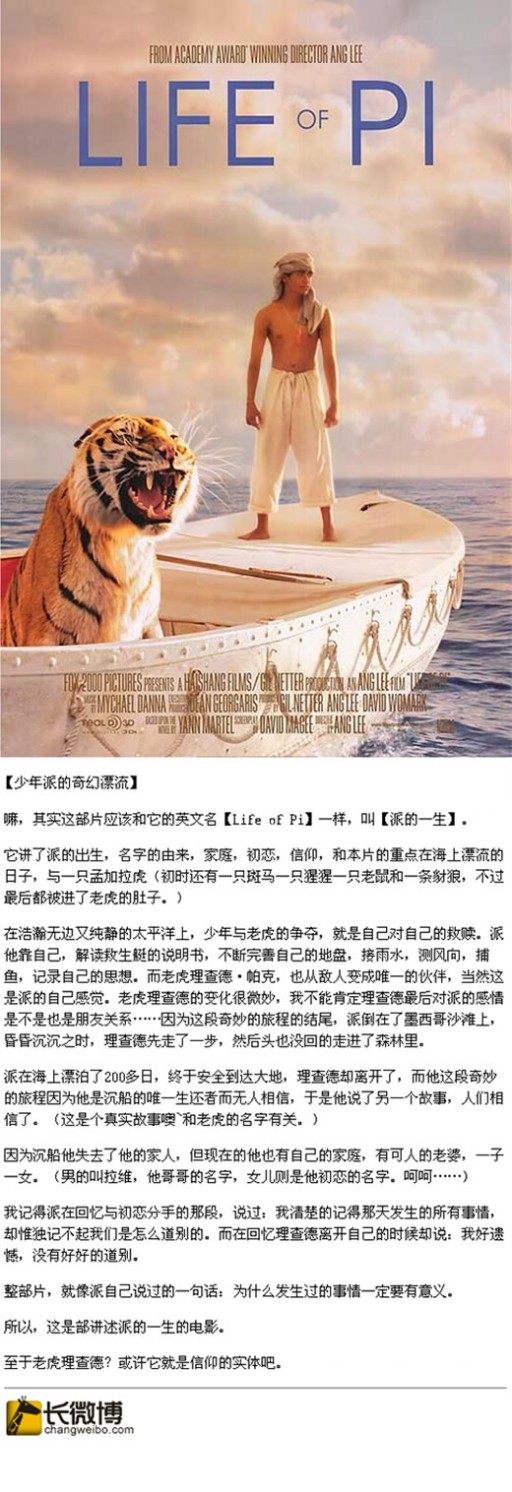 FROM ACADEMY AWARD® WINNING DIRECTOR ANG LEE
LIFE OF PI
FOX 2000 PICTURES PRESENTS A HAISHANG FILMS/GIL NETTER PRODUCTION AN ANG LEE FILM "LIFE OF PI"
MYCHAEL DANNA DEAN GEORGARIS GIL NETTER ANG LEE DAVID WOMARK
REAL D 3D BASED UPON THE NOVEL BY YANN MARTEL SCREENPLAY BY DAVID MAGEE DIRECTED BY ANG LEE
【少年派的奇幻漂流】
嘛，其实这部片应该和它的英文名【Life of Pi】一样，叫【派的一生】。
它讲了派的出生，名字的由来，家庭，初恋，信仰，和本片的重点在海上漂流的
日子，与一只孟加拉虎（初时还有一只斑马一只猩猩一只老鼠和一条豺狼，不过
最后都被进了老虎的肚子。）
在浩瀚无边又纯静的太平洋上，少年与老虎的争夺，就是自己对自己的救赎。派
他靠自己，解读救生艇的说明书，不断完善自己的地盘，接雨水，测风向，捕
鱼，记录自己的思想。而老虎理查德·帕克，也从敌人变成唯一的伙伴，当然这
是派的自己感觉。老虎理查德的变化很微妙，我不能肯定理查德最后对派的感情
是不是也是朋友关系……因为这段奇妙的旅程的结尾，派倒在了墨西哥沙滩上，
昏昏沉沉之时，理查德先走了一步，然后头也没回的走进了森林里。
派在海上漂泊了200多日，终于安全到达大地，理查德却离开了，而他这段奇妙
的旅程因为他是沉船的唯一生还者而无人相信，于是他说了另一个故事，人们相
信了。（这是个真实故事噢~和老虎的名字有关。）
因为沉船他失去了他的家人，但现在的他也有自己的家庭，有可人的老婆，一子
一女。（男的叫拉维，他哥哥的名字，女儿则是他初恋的名字。呵呵……）
我记得派在回忆与初恋分手的那段，说过：我清楚的记得那天发生的所有事情，
却惟独记不起我们是怎么道别的。而在回忆理查德离开自己的时候却说：我好遗
憾，没有好好的道别。
整部片，就像派自己说过的一句话：为什么发生过的事情一定要有意义。
所以，这是部讲述派的一生的电影。
至于老虎理查德？或许它就是信仰的实体吧。
长微博
changweibo.com